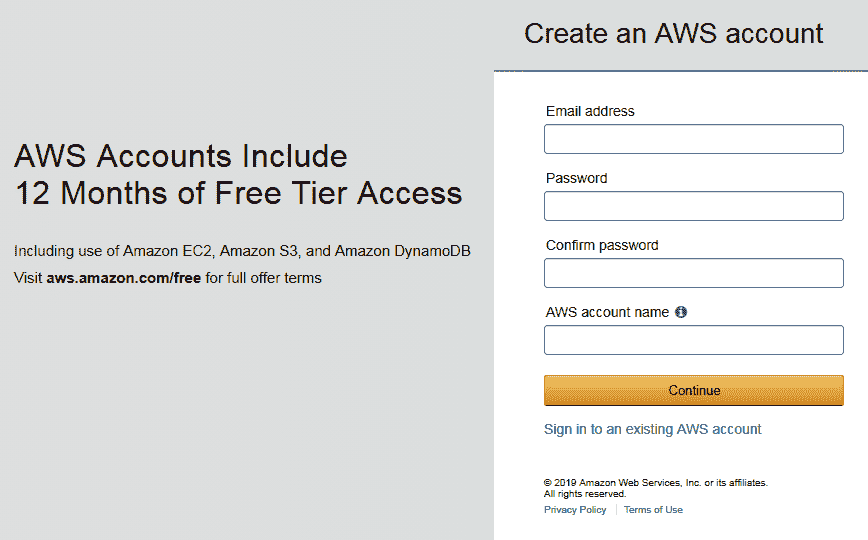 AWS Accounts Include
12 Months of Free Tier Access
Including use of Amazon EC2, Amazon S3, and Amazon DynamoDB
Visit aws.amazon.com/free for full offer terms
Create an AWS account
Email address
Password
Confirm password
AWS account name
Continue
Sign in to an existing AWS account
© 2019 Amazon Web Services, Inc. or its affiliates.
All rights reserved.
Privacy Policy | Terms of Use